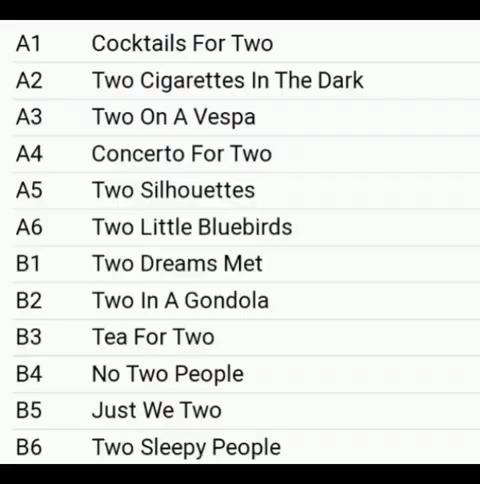 A1 Cocktails For Two
A2 Two Cigarettes In The Dark
A3 Two On A Vespa
A4 Concerto For Two
A5 Two Silhouettes
A6 Two Little Bluebirds
B1 Two Dreams Met
B2 Two In A Gondola
B3 Tea For Two
B4 No Two People
B5 Just We Two
B6 Two Sleepy People